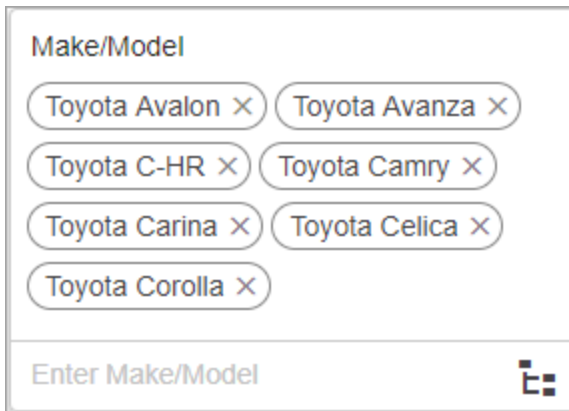 Make/Model
Toyota Avalon × Toyota Avanza ×
Toyota C-HR × Toyota Camry ×
Toyota Carina × Toyota Celica ×
Toyota Corolla ×
Enter Make/Model